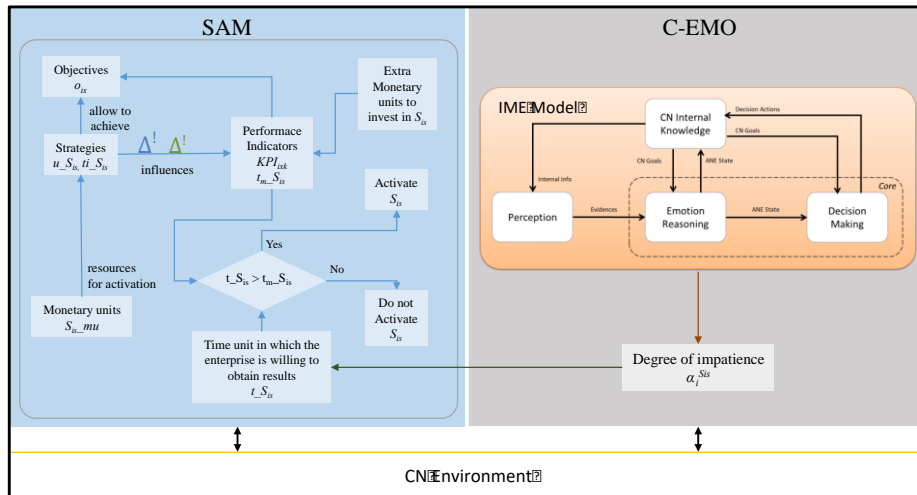 SAM
Objectives
o_ix
allow to
achieve
Strategies
u_S_is, ti_S_is
Δ! Δ!
influences
Performace
Indicators
KPI_ixk
t_m_S_is
Extra
Monetary
units to
invest in S_is
Activate
S_is
Yes
t_S_is > t_m_S_is
No
Do not
Activate
S_is
resources
for activation
Monetary units
S_is_mu
Time unit in which the
enterprise is willing to
obtain results
t_S_is
C-EMO
IME Model
CN Internal
Knowledge
Decision Actions
CN Goals
CN Goals
ANE State
Internal Info
Core
Perception
Evidences
Emotion
Reasoning
ANE State
Decision
Making
Degree of impatience
α_i^Sis
CN Environment